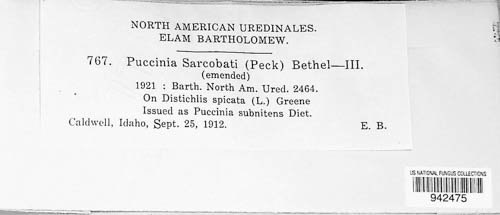 NORTH AMERICAN UREDINALES.
ELAM BARTHOLOMEW.
767. Puccinia Sarcobati (Peck) Bethel—III.
(emended)
1921 : Barth. North Am. Ured. 2464.
On Distichlis spicata (L.) Greene
Issued as Puccinia subnitens Diet.
Caldwell, Idaho, Sept. 25, 1912. E. B.
US NATIONAL FUNGUS COLLECTIONS
942475